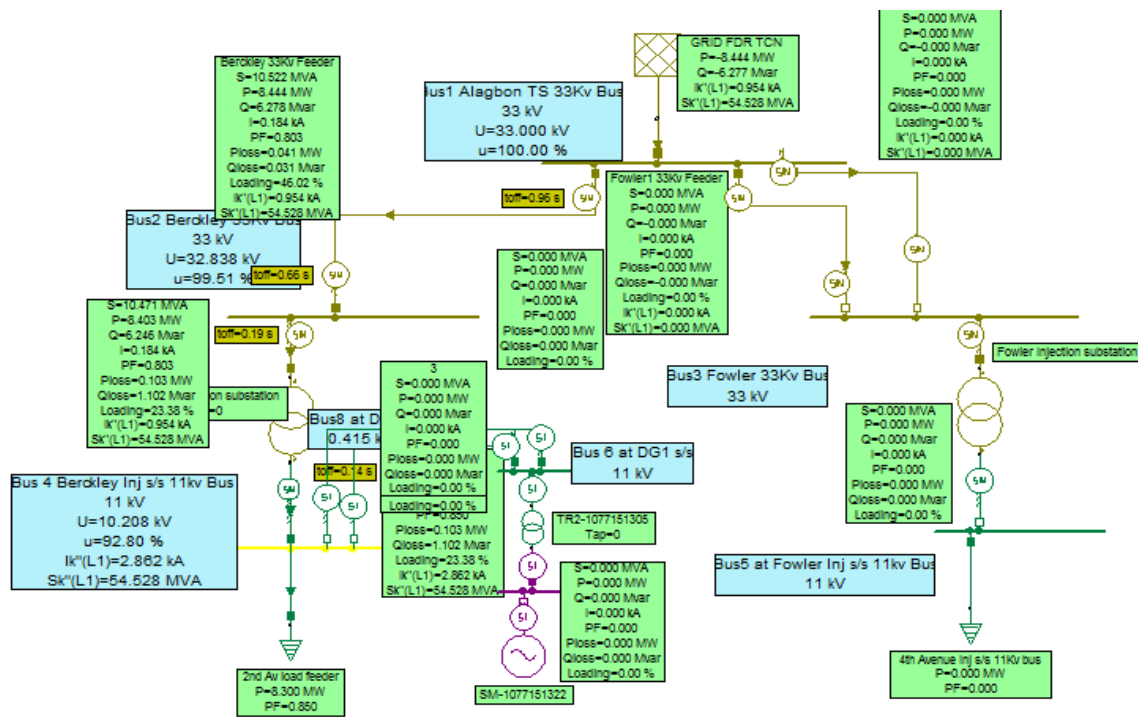 Berckley 33Kv Feeder
S=10.522 MVA
P=8.444 MW
Q=6.278 Mvar
I=0.184 kA
PF=0.803
Ploss=0.041 MW
Qloss=0.031 Mvar
Loading=46.02 %
Ik"(L1)=0.954 kA
Sk"(L1)=54.528 MVA
GRID FDR TCN
P=-8.444 MW
Q=-6.277 Mvar
Ik"(L1)=0.954 kA
Sk"(L1)=54.528 MVA
S=0.000 MVA
P=0.000 MW
Q=-0.000 Mvar
I=0.000 kA
PF=0.000
Ploss=0.000 MW
Qloss=-0.000 Mvar
Loading=0.00 %
Ik"(L1)=0.000 kA
Sk"(L1)=0.000 MVA
Bus1 Alagbon TS 33Kv Bus
33 kV
U=33.000 kV
u=100.00 %
toff=0.96 s
Fowler1 33Kv Feeder
S=0.000 MVA
P=0.000 MW
Q=-0.000 Mvar
I=0.000 kA
PF=0.000
Ploss=0.000 MW
Qloss=-0.000 Mvar
Loading=0.00 %
Ik"(L1)=0.000 kA
Sk"(L1)=0.000 MVA
Bus2 Berckley 33Kv Bus
33 kV
U=32.838 kV
u=99.51 %
toff=0.66 s
S=0.000 MVA
P=0.000 MW
Q=0.000 Mvar
I=0.000 kA
PF=0.000
Ploss=0.000 MW
Qloss=0.000 Mvar
Loading=0.00 %
S=10.471 MVA
P=8.403 MW
Q=6.246 Mvar
I=0.184 kA
PF=0.803
Ploss=0.103 MW
Qloss=1.102 Mvar
Loading=23.38 %
Ik"(L1)=0.954 kA
Sk"(L1)=54.528 MVA
toff=0.19 s
on substation
=0
Fowler Injection substation
Bus3 Fowler 33Kv Bus
33 kV
3
S=0.000 MVA
P=0.000 MW
Q=0.000 Mvar
I=0.000 kA
PF=0.000
Ploss=0.000 MW
Qloss=0.000 Mvar
Loading=0.00 %
Loading=0.00 %
PF=0.850
Ploss=0.103 MW
Qloss=1.102 Mvar
Loading=23.38 %
Ik"(L1)=2.862 kA
Sk"(L1)=54.528 MVA
Bus8 at D
0.415 k
toff=0.14 s
Bus 6 at DG1 s/s
11 kV
S=0.000 MVA
P=0.000 MW
Q=0.000 Mvar
I=0.000 kA
PF=0.000
Ploss=0.000 MW
Qloss=0.000 Mvar
Loading=0.00 %
Bus 4 Berckley Inj s/s 11kv Bus
11 kV
U=10.208 kV
u=92.80 %
Ik"(L1)=2.862 kA
Sk"(L1)=54.528 MVA
TR2-1077151305
Tap=0
S=0.000 MVA
P=0.000 MW
Q=0.000 Mvar
I=0.000 kA
PF=0.000
Ploss=0.000 MW
Qloss=0.000 Mvar
Loading=0.00 %
Bus5 at Fowler Inj s/s 11kv Bus
11 kV
2nd Av load feeder
P=8.300 MW
PF=0.850
SM-1077151322
4th Avenue Inj s/s 11Kv bus
P=0.000 MW
PF=0.000